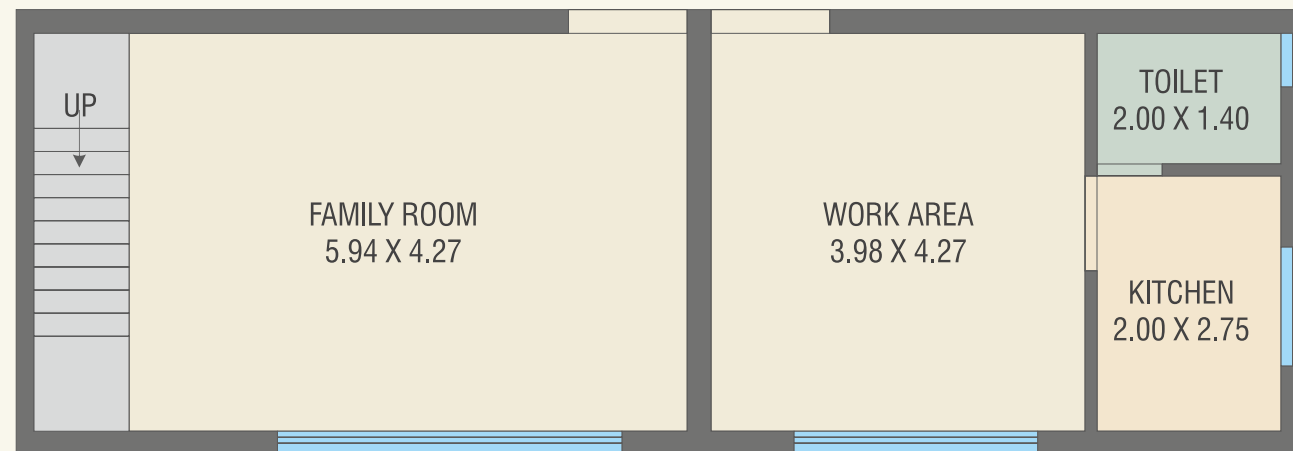 UP
FAMILY ROOM
5.94 X 4.27
WORK AREA
3.98 X 4.27
TOILET
2.00 X 1.40
KITCHEN
2.00 X 2.75